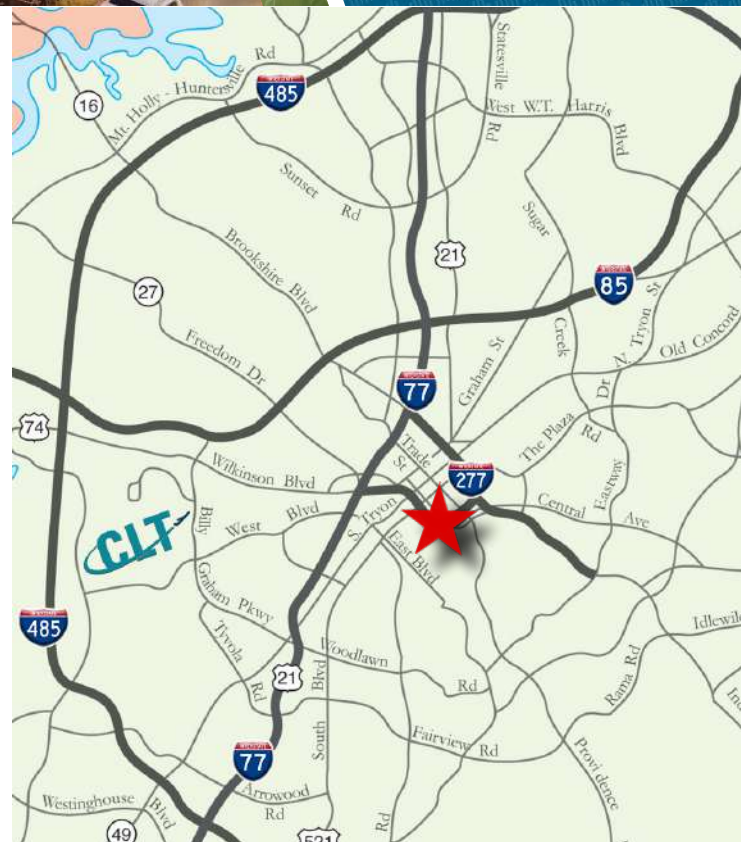 Statesville
Rd
Mt. Holly - Huntersville Rd
485
16
West W.T. Harris Blvd
Sunset Rd
Sugar
Creek
Rd
21
Brookshire Blvd
85
27
Freedom Dr
Graham St
Dr N. Tryon St
Old Concord
77
74
Trade
St
The Plaza
277
Wilkinson Blvd
Eastway
Central Ave
CLT
Billy
Graham Pkwy
West Blvd
S. Tryon
East Blvd
485
Tyvola
Rd
Woodlawn
Rd
Idlewild
Rama Rd
21
South
Blvd
Fairview Rd
Providence
77
Arrowood
Rd
Westinghouse
Blvd
49
521
Rd